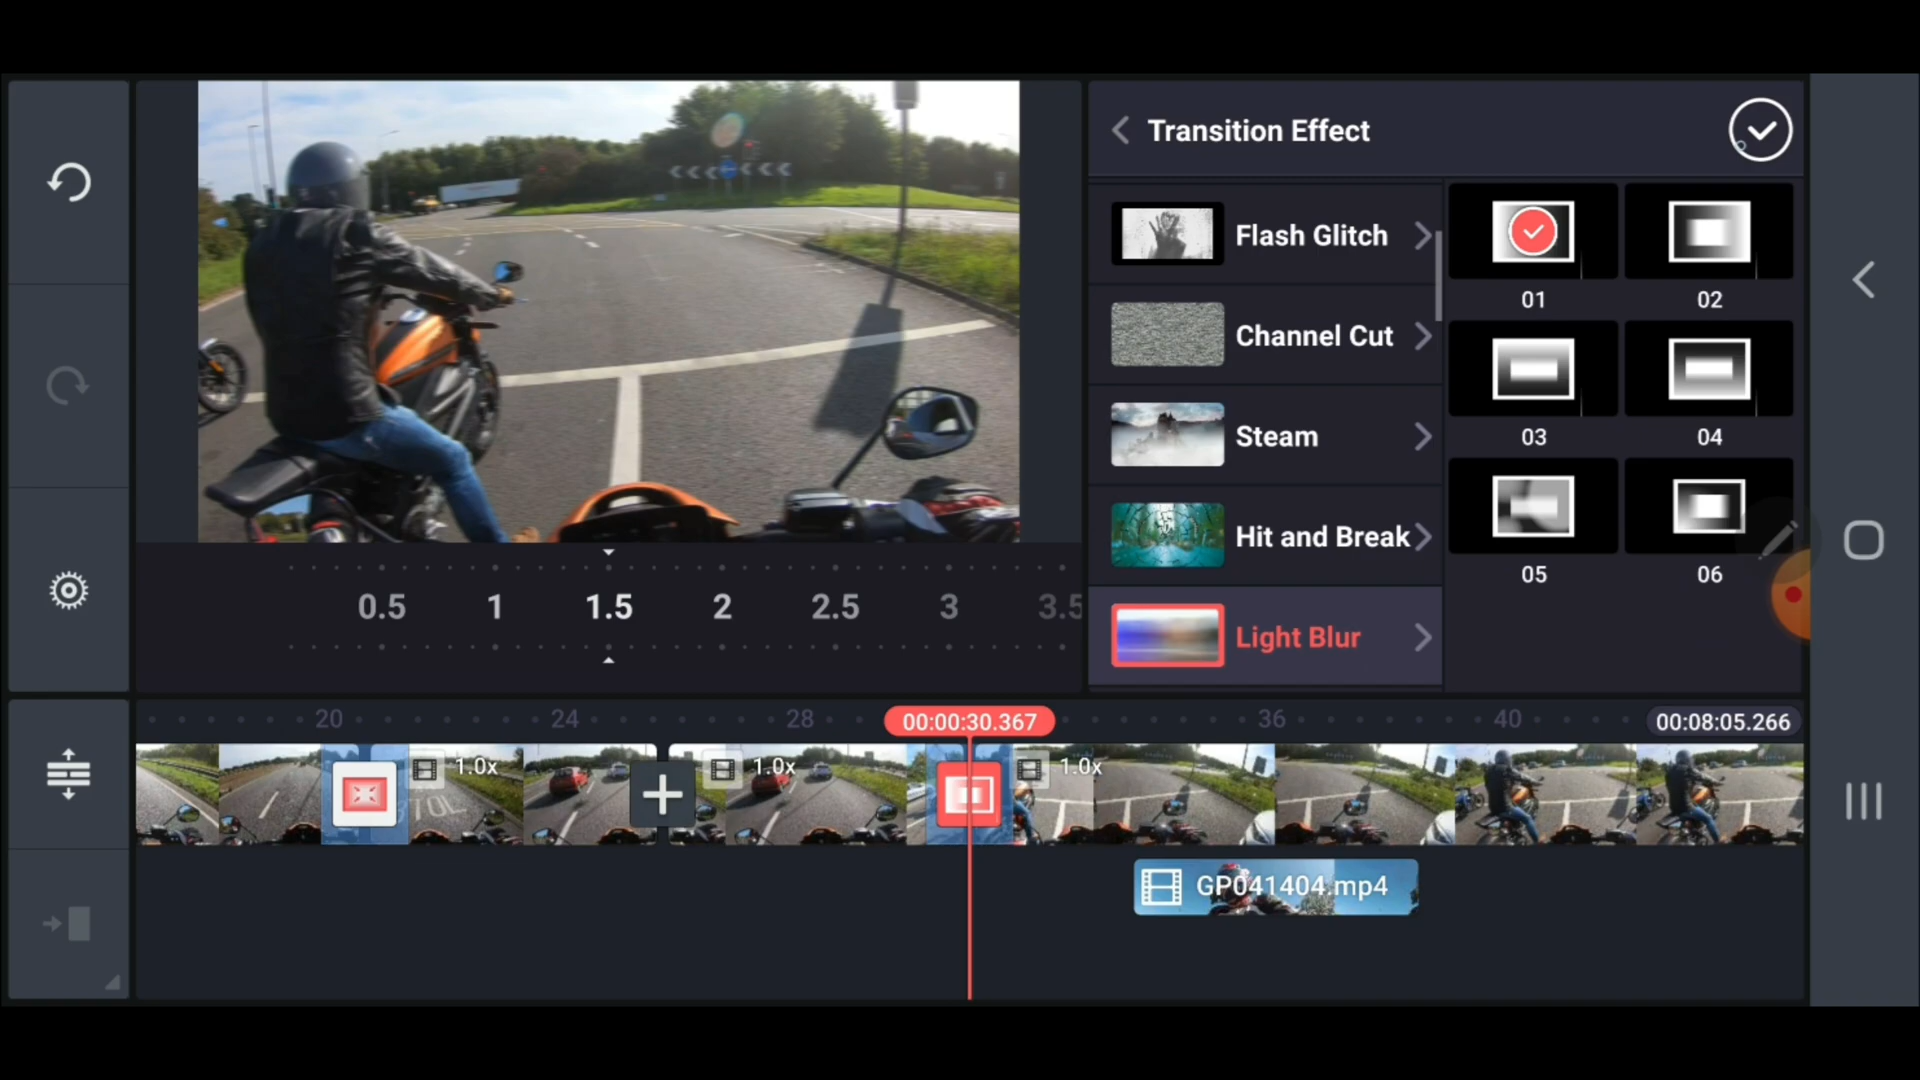 Transition Effect
Flash Glitch
Channel Cut
Steam
Hit and Break
Light Blur
01
02
03
04
05
06
0.5
1
1.5
2
2.5
3
3.5
20
24
28
00:00:30.367
36
40
00:08:05.266
1.0x
1.0x
1.0x
GP041404.mp4